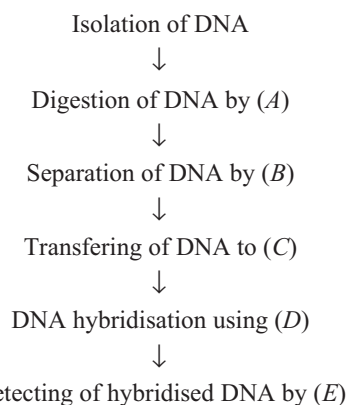 Isolation of DNA
↓
Digestion of DNA by (A)
↓
Separation of DNA by (B)
↓
Transfering of DNA to (C)
↓
DNA hybridisation using (D)
↓
etecting of hybridised DNA by (E)